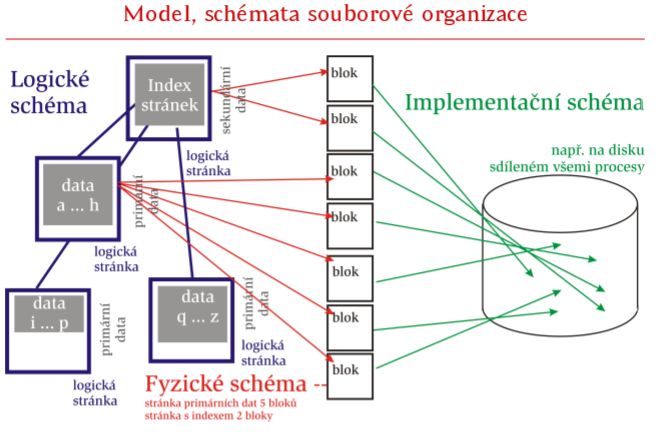 Model, schémata souborové organizace
Logické
schéma
Index
stránek
sekundární
data
logická
stránka
data
a ... h
primární
data
logická
stránka
data
i ... p
primární
data
logická
stránka
data
q ... z
primární
data
logická
stránka
Fyzické schéma
stránka primárních dat 5 bloků
stránka s indexem 2 bloky
blok
blok
blok
blok
blok
blok
blok
Implementační schéma
např. na disku
sdíleném všemi procesy